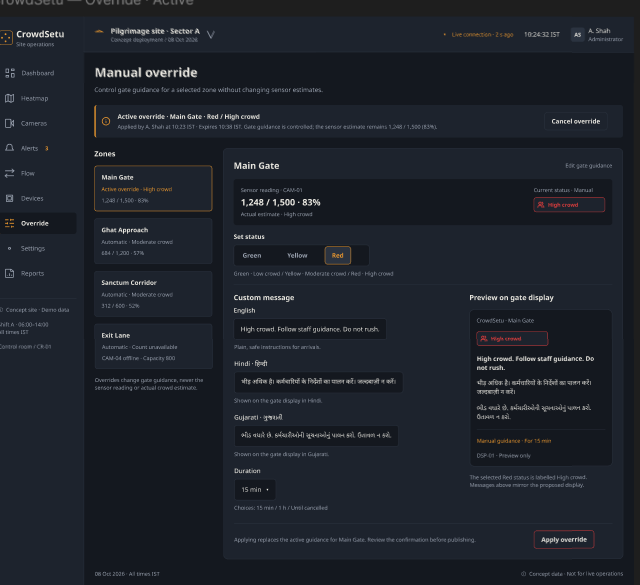 CrowdSetu — Override · Active
CrowdSetu
Site operations
Pilgrimage site · Sector A
Concept deployment / 08 Oct 2026
Live connection · 2 s ago
10:24:32 IST
AS
A. Shah
Administrator
Dashboard
Heatmap
Cameras
Alerts 3
Flow
Devices
Override
Settings
Reports
Concept site · Demo data
Shift A · 06:00–14:00
All times IST
Control room / CR-01
Manual override
Control gate guidance for a selected zone without changing sensor estimates.
Active override · Main Gate · Red / High crowd
Applied by A. Shah at 10:23 IST · Expires 10:38 IST. Gate guidance is controlled; the sensor estimate remains 1,248 / 1,500 (83%).
Cancel override
Zones
Main Gate
Active override · High crowd
1,248 / 1,500 · 83%
Ghat Approach
Automatic · Moderate crowd
684 / 1,200 · 57%
Sanctum Corridor
Automatic · Moderate crowd
312 / 600 · 52%
Exit Lane
Automatic · Count unavailable
CAM-04 offline · Capacity 800
Overrides change gate guidance, never the
sensor reading or actual crowd estimate.
Main Gate
Edit gate guidance
Sensor reading · CAM-01
1,248 / 1,500 · 83%
Actual estimate · High crowd
Current status · Manual
High crowd
Set status
Green
Yellow
Red
Green · Low crowd / Yellow · Moderate crowd / Red · High crowd
Custom message
English
High crowd. Follow staff guidance. Do not rush.
Plain, safe instructions for arrivals.
Hindi · हिन्दी
भीड़ अधिक है। कर्मचारियों के निर्देशों का पालन करें। जल्दबाज़ी न करें।
Shown on the gate display in Hindi.
Gujarati · ગુજરાતી
ભીડ વધારે છે. કર્મચારીઓની સૂચનાઓનું પાલન કરો. ઉતાવળ ન કરો.
Shown on the gate display in Gujarati.
Duration
15 min
Choices: 15 min / 1 h / Until cancelled
Preview on gate display
CrowdSetu · Main Gate
High crowd
High crowd. Follow staff guidance. Do
not rush.
भीड़ अधिक है। कर्मचारियों के निर्देशों का पालन करें।
जल्दबाज़ी न करें।
ભીડ વધારે છે. કર્મચારીઓની સૂચનાઓનું પાલન કરો.
ઉતાવળ ન કરો.
Manual guidance · For 15 min
DSP-01 · Preview only
The selected Red status is labelled High crowd.
Messages above mirror the proposed display.
Applying replaces the active guidance for Main Gate. Review the confirmation before publishing.
Apply override
08 Oct 2026 · All times IST
Concept data · Not for live operations